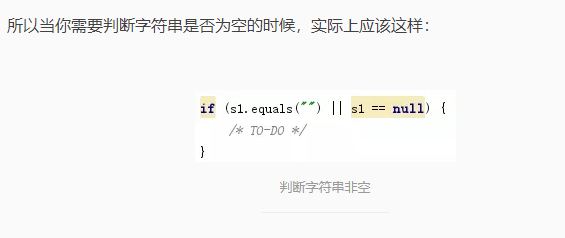 所以当你需要判断字符串是否为空的时候，实际上应该这样：
if (s1.equals("") || s1 == null) {
/* TO-DO */
}
判断字符串非空